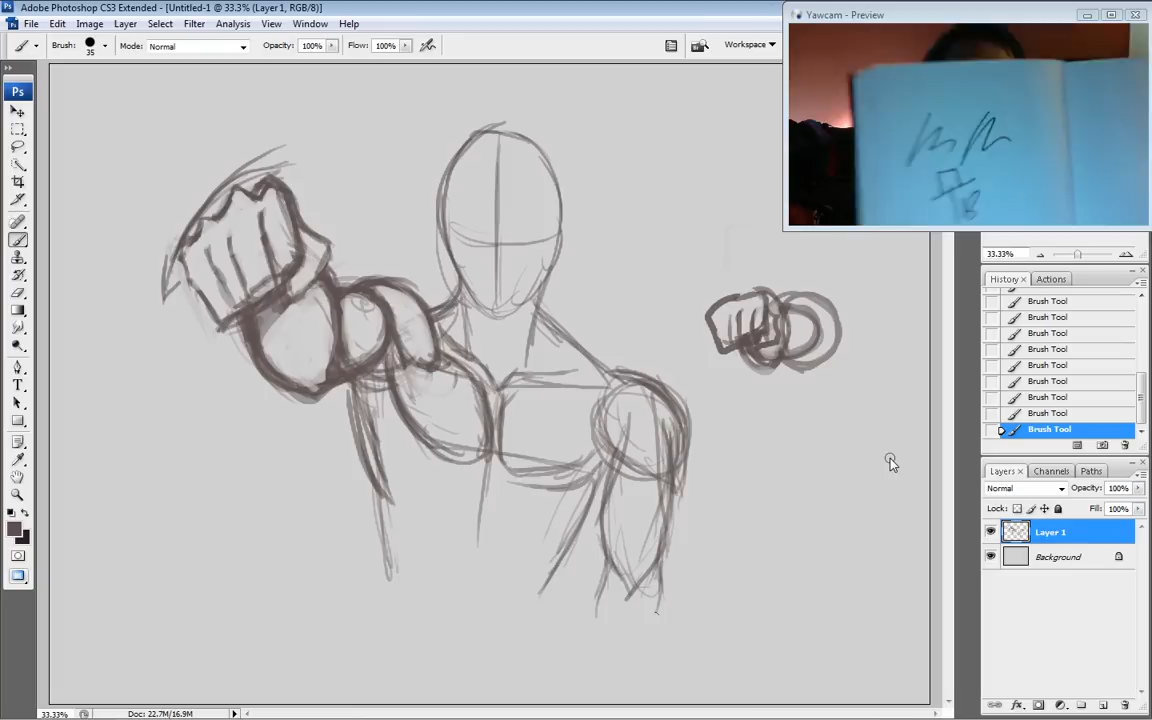 Adobe Photoshop CS3 Extended - [Untitled-1 @ 33.3% (Layer 1, RGB/8)]
File Edit Image Layer Select Filter Analysis View Window Help
Brush: 35 Mode: Normal Opacity: 100% Flow: 100% Workspace
Yawcam - Preview
Ps
33.33%
History Actions
Brush Tool
Brush Tool
Brush Tool
Brush Tool
Brush Tool
Brush Tool
Brush Tool
Brush Tool
Brush Tool
Layers Channels Paths
Normal Opacity: 100%
Lock: Fill: 100%
Layer 1
Background
33.33% Doc: 22.7M/16.9M